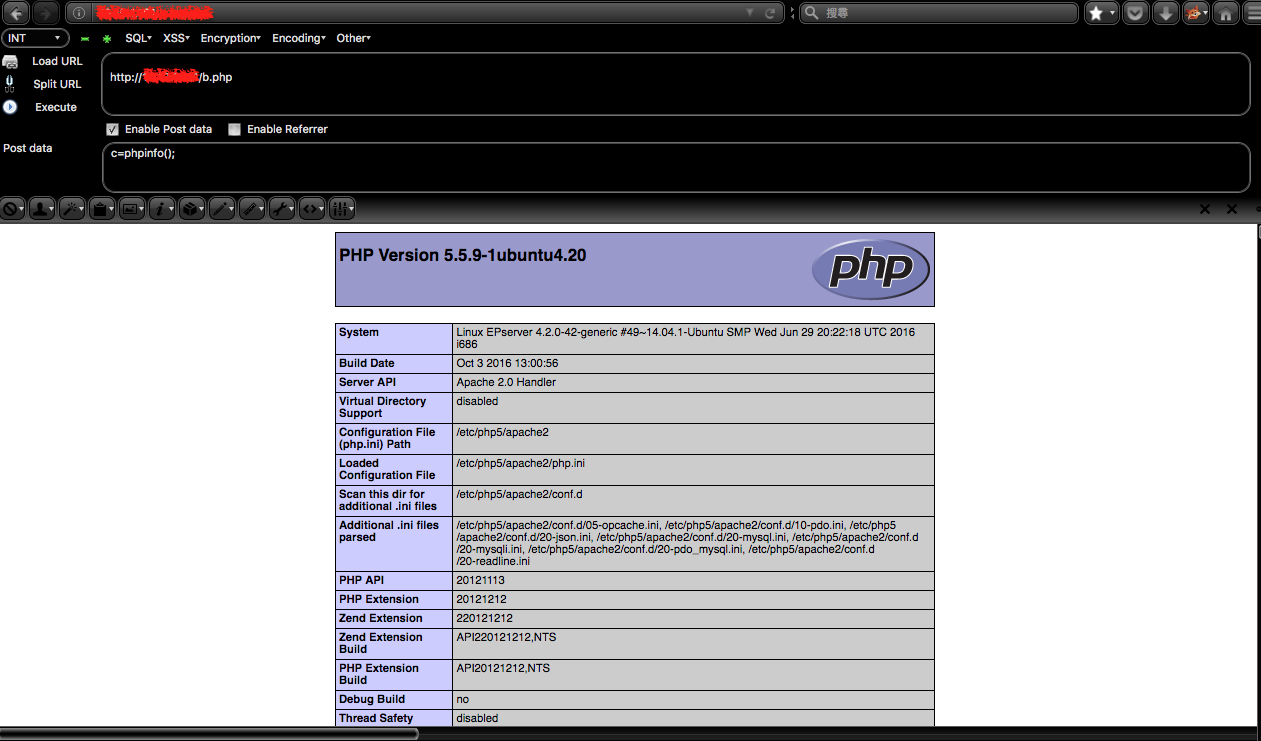 搜尋
INT
SQL
XSS
Encryption
Encoding
Other
Load URL
http:// /b.php
Split URL
Execute
Enable Post data
Enable Referrer
Post data
c=phpinfo();
PHP Version 5.5.9-1ubuntu4.20
php
System
Linux EPserver 4.2.0-42-generic #49~14.04.1-Ubuntu SMP Wed Jun 29 20:22:18 UTC 2016
i686
Build Date
Oct 3 2016 13:00:56
Server API
Apache 2.0 Handler
Virtual Directory
Support
disabled
Configuration File
(php.ini) Path
/etc/php5/apache2
Loaded
Configuration File
/etc/php5/apache2/php.ini
Scan this dir for
additional .ini files
/etc/php5/apache2/conf.d
Additional .ini files
parsed
/etc/php5/apache2/conf.d/05-opcache.ini, /etc/php5/apache2/conf.d/10-pdo.ini, /etc/php5
/apache2/conf.d/20-json.ini, /etc/php5/apache2/conf.d/20-mysql.ini, /etc/php5/apache2/conf.d
/20-mysqli.ini, /etc/php5/apache2/conf.d/20-pdo_mysql.ini, /etc/php5/apache2/conf.d
/20-readline.ini
PHP API
20121113
PHP Extension
20121212
Zend Extension
220121212
Zend Extension
Build
API220121212,NTS
PHP Extension
Build
API20121212,NTS
Debug Build
no
Thread Safety
disabled